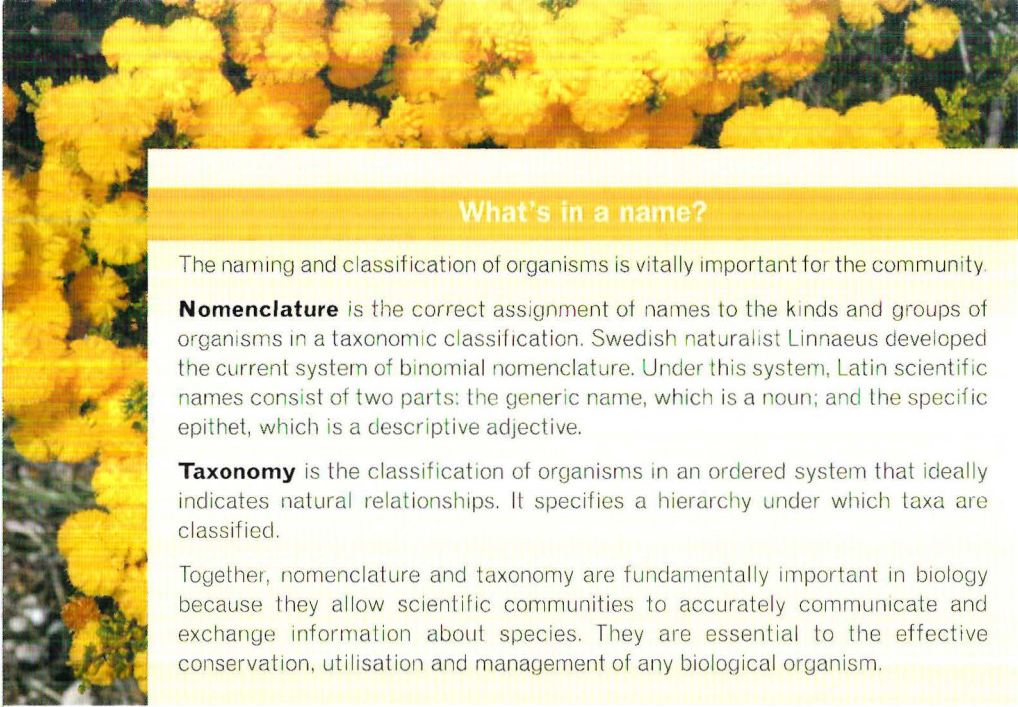 What's in a name?
The naming and classification of organisms is vitally important for the community.
Nomenclature is the correct assignment of names to the kinds and groups of
organisms in a taxonomic classification. Swedish naturalist Linnaeus developed
the current system of binomial nomenclature. Under this system, Latin scientific
names consist of two parts: the generic name, which is a noun; and the specific
epithet, which is a descriptive adjective.
Taxonomy is the classification of organisms in an ordered system that ideally
indicates natural relationships. It specifies a hierarchy under which taxa are
classified.
Together, nomenclature and taxonomy are fundamentally important in biology
because they allow scientific communities to accurately communicate and
exchange information about species. They are essential to the effective
conservation, utilisation and management of any biological organism.